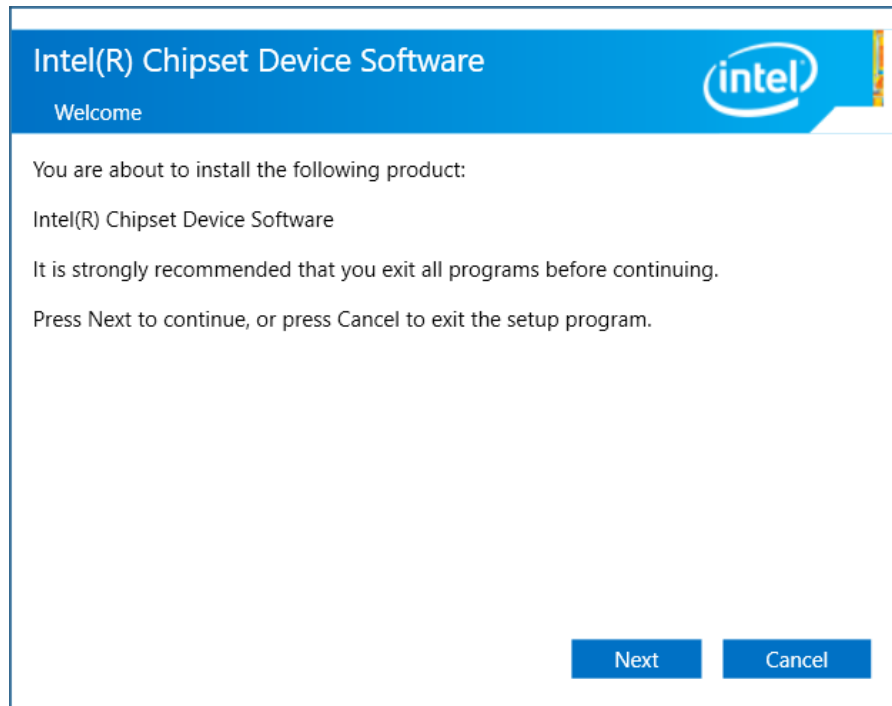 Intel(R) Chipset Device Software
intel
Welcome
You are about to install the following product:
Intel(R) Chipset Device Software
It is strongly recommended that you exit all programs before continuing.
Press Next to continue, or press Cancel to exit the setup program.
Next
Cancel